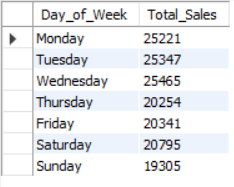 Day_of_Week Total_Sales
Monday 25221
Tuesday 25347
Wednesday 25465
Thursday 20254
Friday 20341
Saturday 20795
Sunday 19305